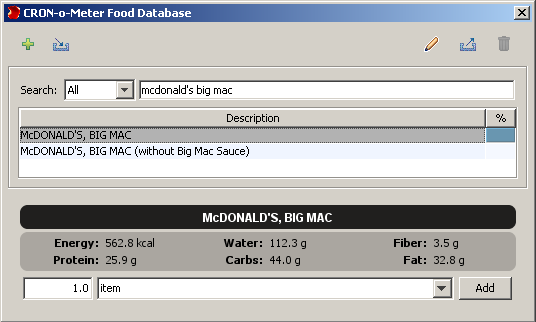 CRON-o-Meter Food Database
Search: All mcdonald's big mac
Description %
McDONALD'S, BIG MAC
McDONALD'S, BIG MAC (without Big Mac Sauce)
McDONALD'S, BIG MAC
Energy: 562.8 kcal Water: 112.3 g Fiber: 3.5 g
Protein: 25.9 g Carbs: 44.0 g Fat: 32.8 g
1.0 item Add